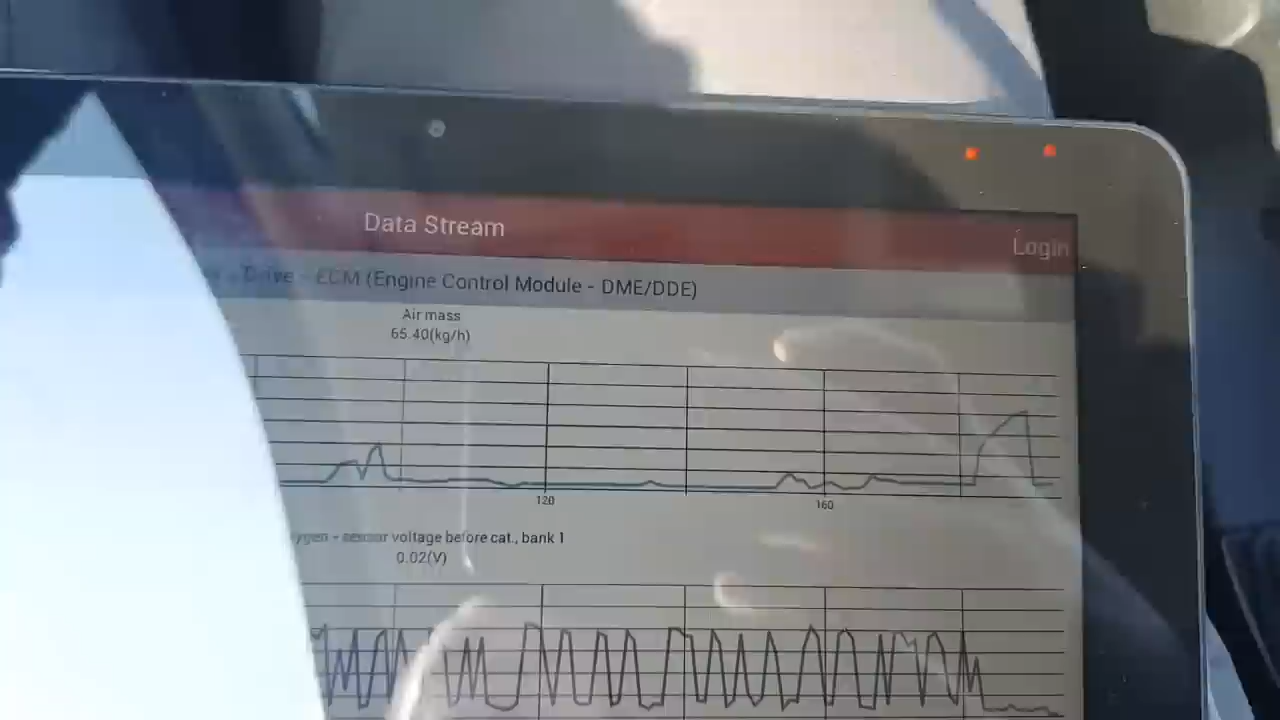 Data Stream
Login
Drive - ECM (Engine Control Module - DME/DDE)
Air mass
65.40(kg/h)
120
160
sensor voltage before cat., bank 1
0.02(V)